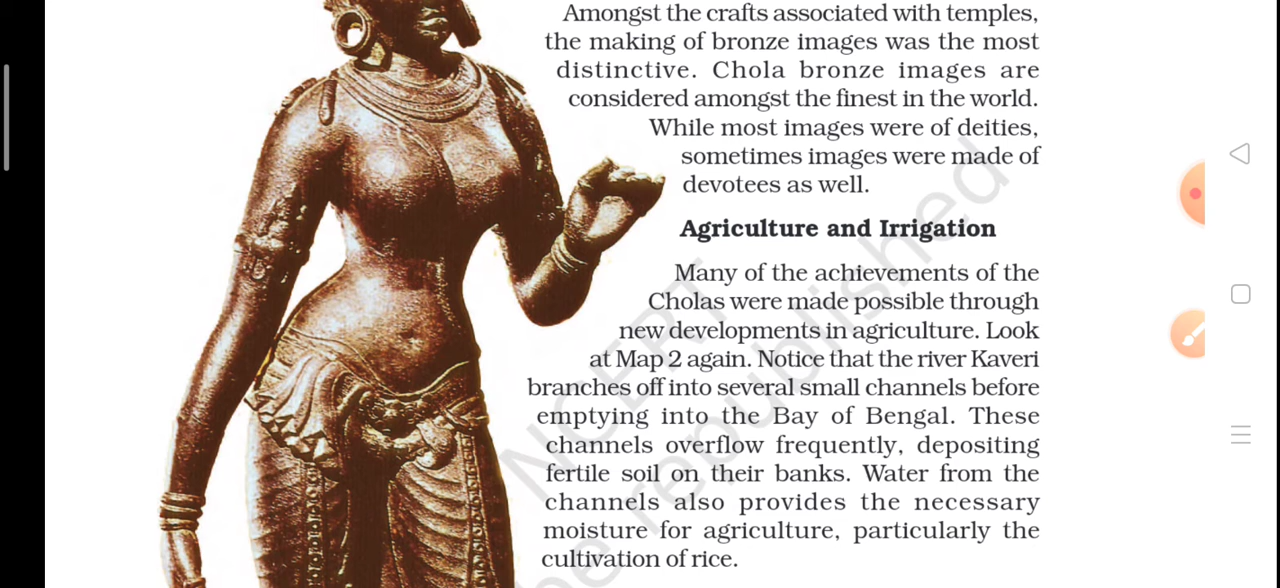 Amongst the crafts associated with temples,
the making of bronze images was the most
distinctive. Chola bronze images are
considered amongst the finest in the world.
While most images were of deities,
sometimes images were made of
devotees as well.
Agriculture and Irrigation
Many of the achievements of the
Cholas were made possible through
new developments in agriculture. Look
at Map 2 again. Notice that the river Kaveri
branches off into several small channels before
emptying into the Bay of Bengal. These
channels overflow frequently, depositing
fertile soil on their banks. Water from the
channels also provides the necessary
moisture for agriculture, particularly the
cultivation of rice.
NCERT
be republished